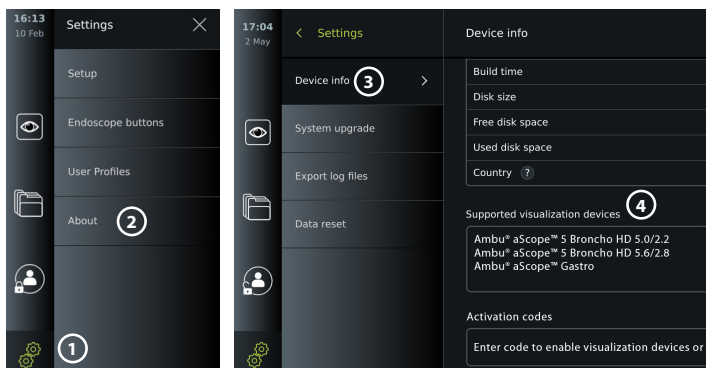 16:13
10 Feb
Settings
Setup
Endoscope buttons
User Profiles
About
2
1
17:04
2 May
Settings
Device info
3
System upgrade
Export log files
Data reset
Device info
Build time
Disk size
Free disk space
Used disk space
Country ?
Supported visualization devices
4
Ambu® aScope™ 5 Broncho HD 5.0/2.2
Ambu® aScope™ 5 Broncho HD 5.6/2.8
Ambu® aScope™ Gastro
Activation codes
Enter code to enable visualization devices or